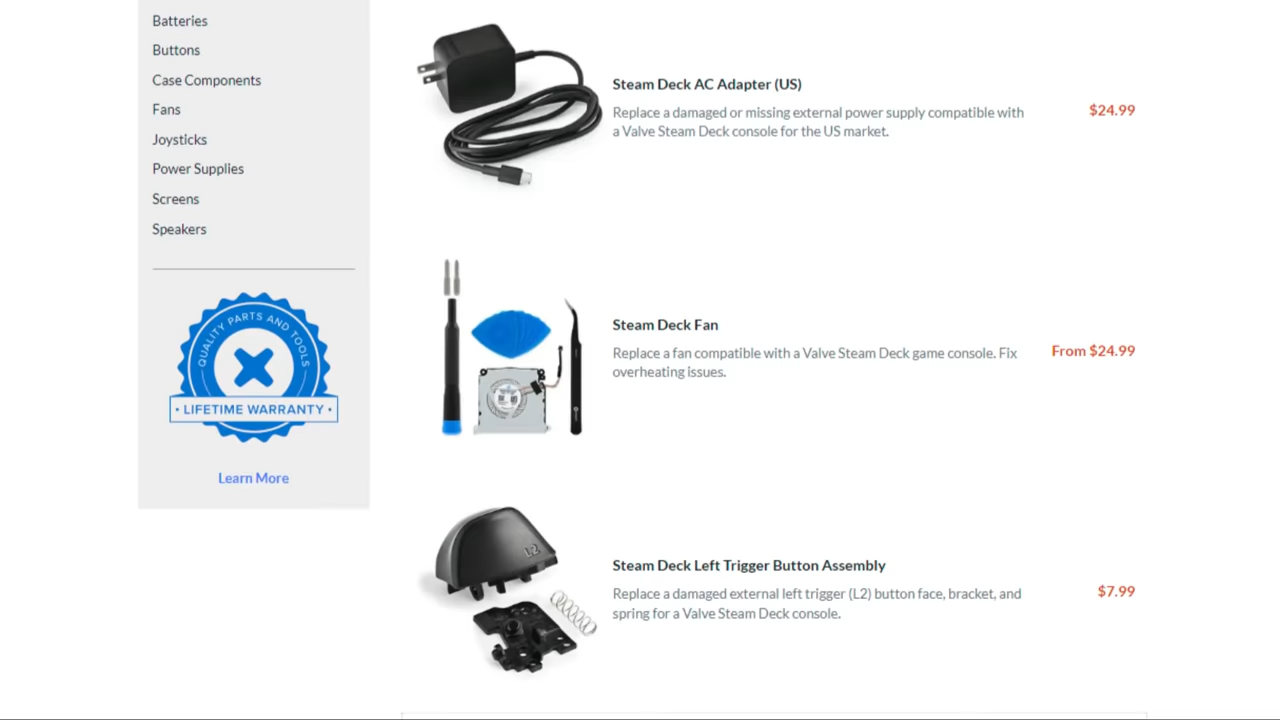 Batteries
Buttons
Case Components
Fans
Joysticks
Power Supplies
Screens
Speakers
QUALITY PARTS AND TOOLS
• LIFETIME WARRANTY •
Learn More
Steam Deck AC Adapter (US)
Replace a damaged or missing external power supply compatible with
a Valve Steam Deck console for the US market.
$24.99
Steam Deck Fan
Replace a fan compatible with a Valve Steam Deck game console. Fix
overheating issues.
From $24.99
L2
Steam Deck Left Trigger Button Assembly
Replace a damaged external left trigger (L2) button face, bracket, and
spring for a Valve Steam Deck console.
$7.99